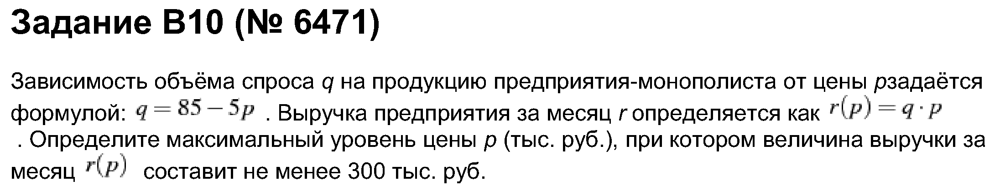 Задание B10 (№ 6471)
Зависимость объёма спроса q на продукцию предприятия-монополиста от цены pзадаётся
формулой: q = 85 − 5p . Выручка предприятия за месяц r определяется как r(p) = q · p
. Определите максимальный уровень цены p (тыс. руб.), при котором величина выручки за
месяц r(p) составит не менее 300 тыс. руб.